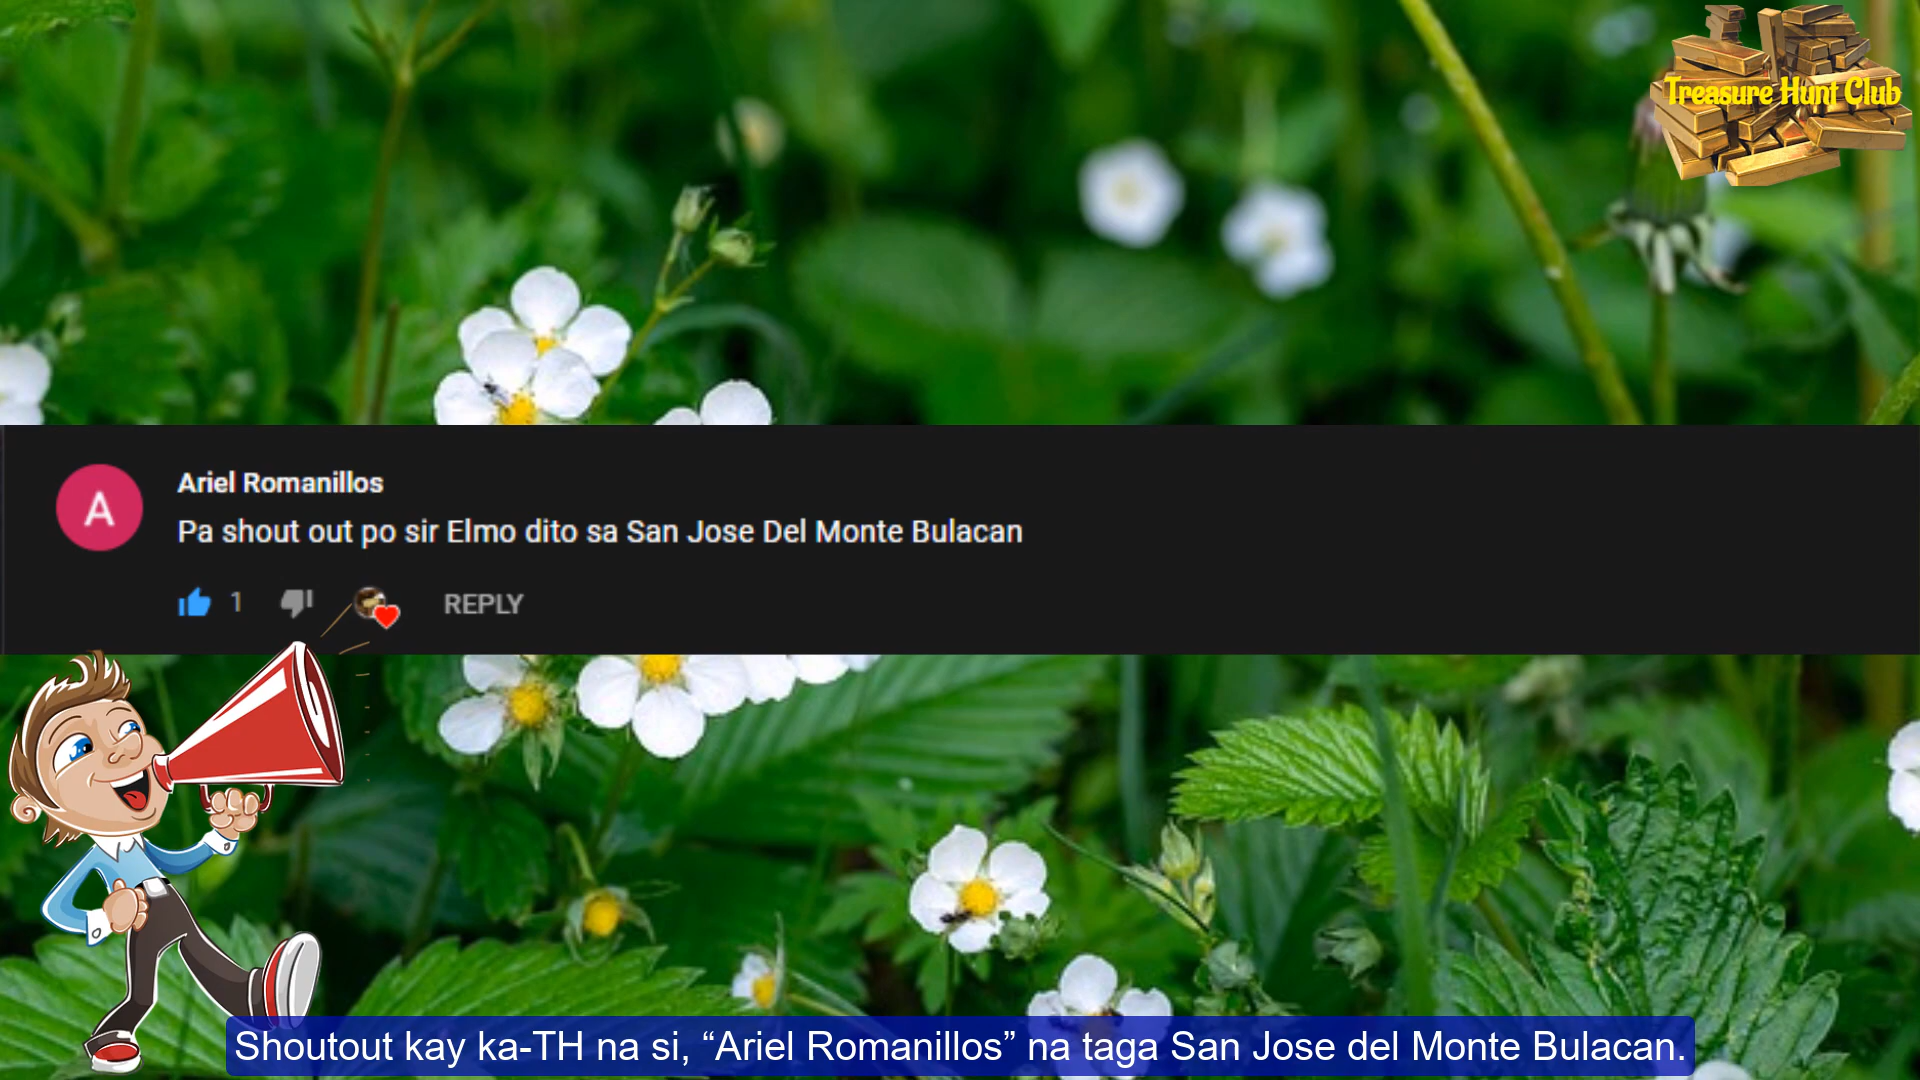 Treasure Hunt Club
A
Ariel Romanillos
Pa shout out po sir Elmo dito sa San Jose Del Monte Bulacan
1
REPLY
Shoutout kay ka-TH na si, “Ariel Romanillos” na taga San Jose del Monte Bulacan.